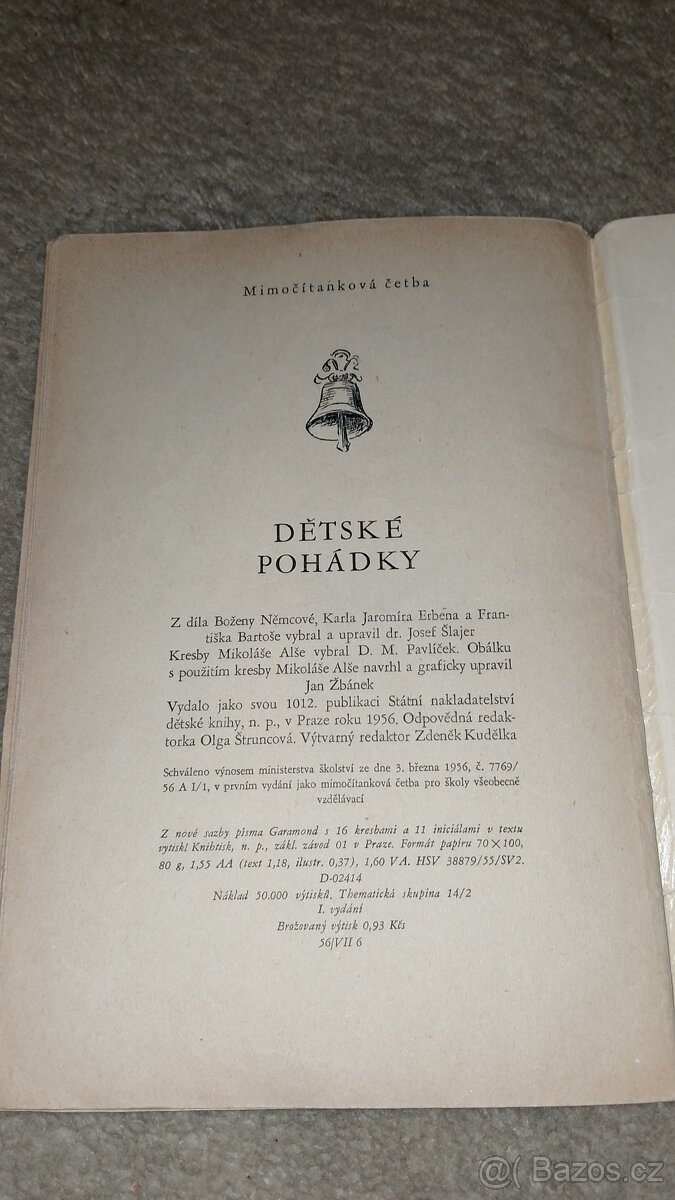 Mimočítanková četba
DĚTSKÉ
POHÁDKY
Z díla Boženy Němcové, Karla Jaromíra Erbena a Fran-
tiška Bartoše vybral a upravil dr. Josef Šlajer
Kresby Mikoláše Alše vybral D. M. Pavlíček. Obálku
s použitím kresby Mikoláše Alše navrhl a graficky upravil
Jan Žbánek
Vydalo jako svou 1012. publikaci Státní nakladatelství
dětské knihy, n. p., v Praze roku 1956. Odpovědná redak-
torka Olga Štruncová. Výtvarný redaktor Zdeněk Kudělka
Schváleno výnosem ministerstva školství ze dne 3. března 1956, č. 7769/
56 A I/1, v prvním vydání jako mimočítanková četba pro školy všeobecně
vzdělávací
Z nové sazby písma Garamond s 16 kresbami a 11 iniciálami v textu
vytiskl Knihtisk, n. p., zákl. závod 01 v Praze. Formát papíru 70×100,
80 g, 1,55 AA (text 1,18, ilustr. 0,37), 1,60 VA. HSV 38879/55/SV2.
D-02414
Náklad 50.000 výtisků. Thematická skupina 14/2
I. vydání
Brožovaný výtisk 0,93 Kčs
56/VII 6
@( Bazos.cz